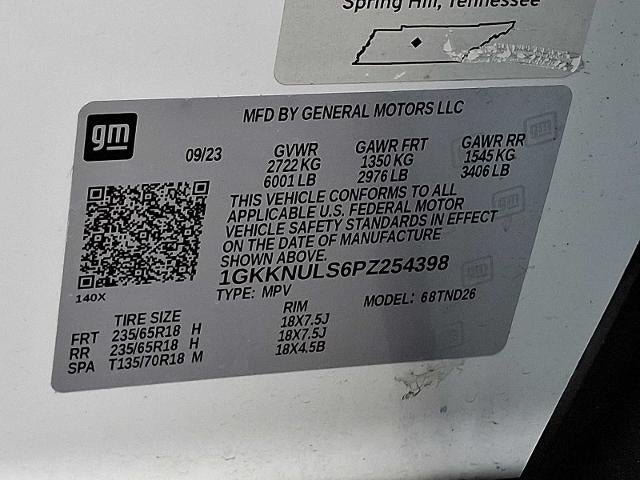 Spring Hill, Tennessee
gm
MFD BY GENERAL MOTORS LLC
09/23
GVWR GAWR FRT GAWR RR
2722 KG 1350 KG 1545 KG
6001 LB 2976 LB 3406 LB
THIS VEHICLE CONFORMS TO ALL
APPLICABLE U.S. FEDERAL MOTOR
VEHICLE SAFETY STANDARDS IN EFFECT
ON THE DATE OF MANUFACTURE
SHOWN ABOVE.
1GKKNULS6PZ254398
TYPE: MPV MODEL: 68TND26
140X
TIRE SIZE RIM
FRT 235/65R18 H 18X7.5J
RR 235/65R18 H 18X7.5J
SPA T135/70R18 M 18X4.5B